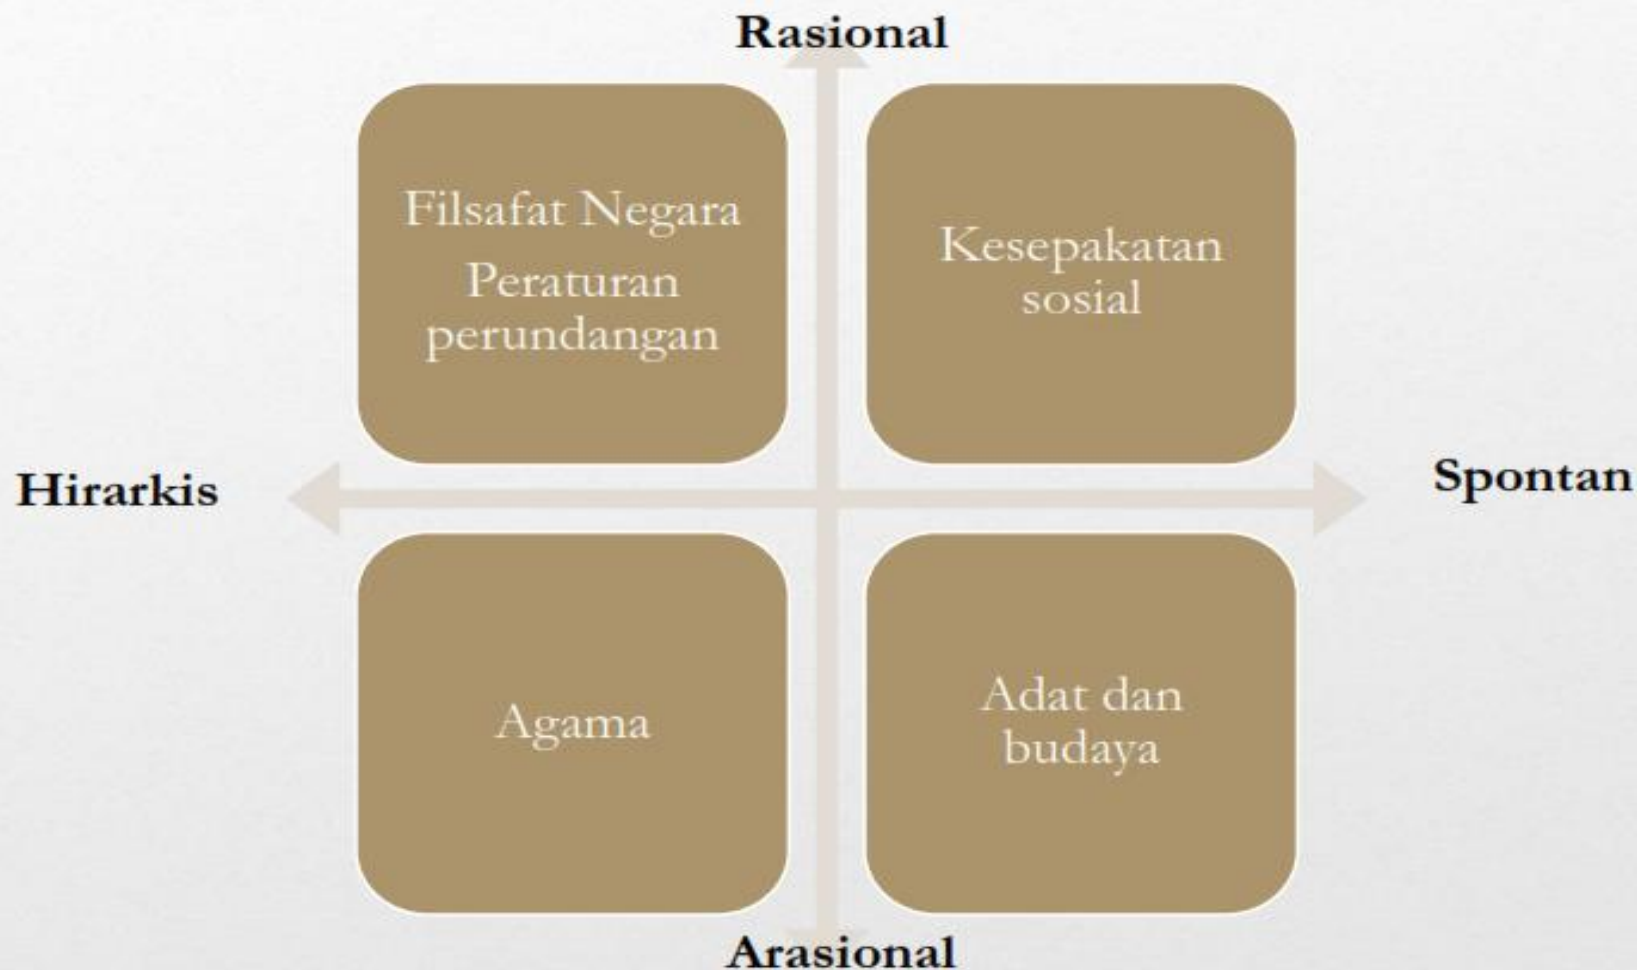 Rasional
Filsafat Negara
Peraturan
perundangan
Kesepakatan
sosial
Hirarkis
Spontan
Agama
Adat dan
budaya
Arasional